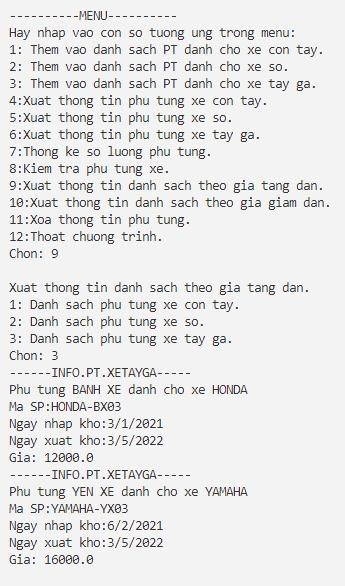 ----------MENU----------
Hay nhap vao con so tuong ung trong menu:
1: Them vao danh sach PT danh cho xe con tay.
2: Them vao danh sach PT danh cho xe so.
3: Them vao danh sach PT danh cho xe tay ga.
4:Xuat thong tin phu tung xe con tay.
5:Xuat thong tin phu tung xe so.
6:Xuat thong tin phu tung xe tay ga.
7:Thong ke so luong phu tung.
8:Kiem tra phu tung xe.
9:Xuat thong tin danh sach theo gia tang dan.
10:Xuat thong tin danh sach theo gia giam dan.
11:Xoa thong tin phu tung.
12:Thoat chuong trinh.
Chon: 9
Xuat thong tin danh sach theo gia tang dan.
1: Danh sach phu tung xe con tay.
2: Danh sach phu tung xe so.
3: Danh sach phu tung xe tay ga.
Chon: 3
------INFO.PT.XETAYGA-----
Phu tung BANH XE danh cho xe HONDA
Ma SP:HONDA-BX03
Ngay nhap kho:3/1/2021
Ngay xuat kho:3/5/2022
Gia: 12000.0
------INFO.PT.XETAYGA-----
Phu tung YEN XE danh cho xe YAMAHA
Ma SP:YAMAHA-YX03
Ngay nhap kho:6/2/2021
Ngay xuat kho:3/5/2022
Gia: 16000.0